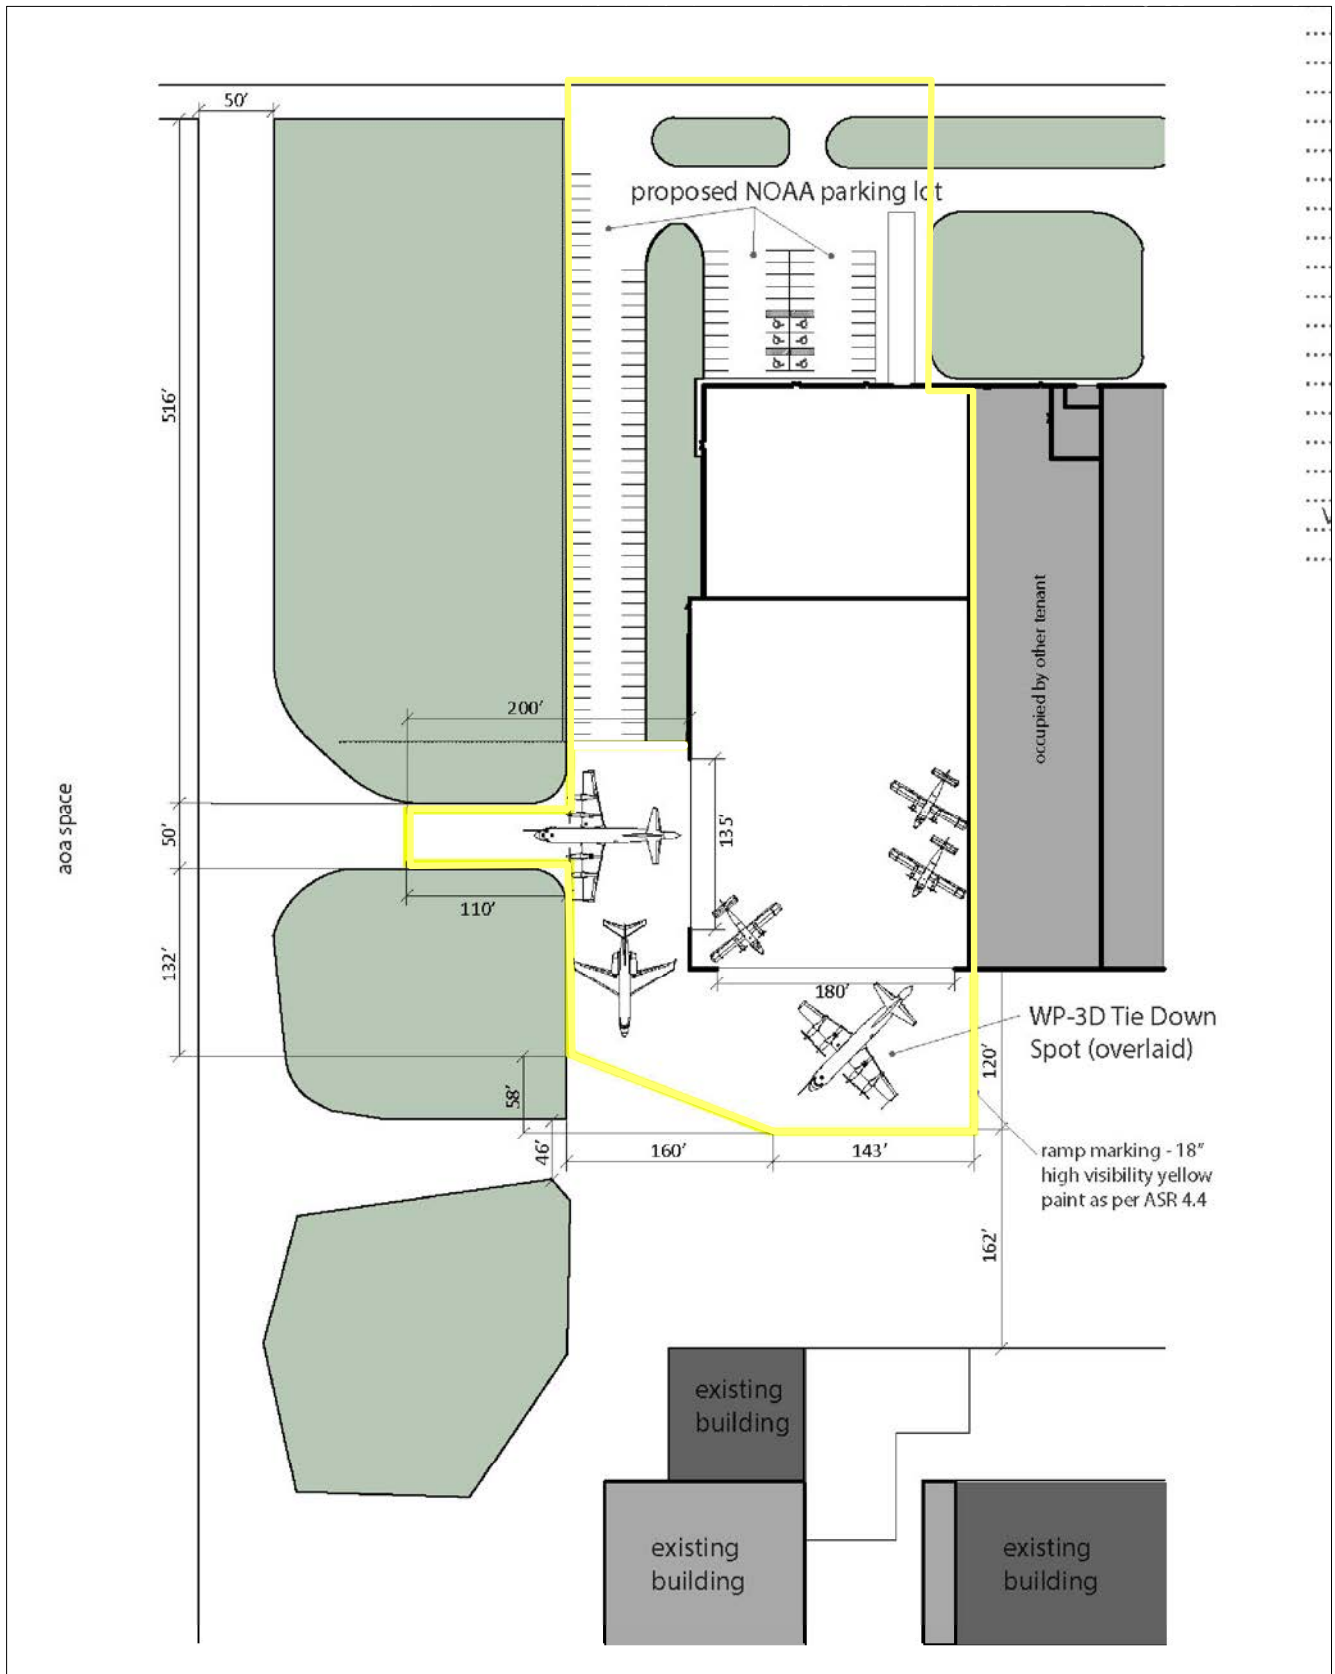 50'
proposed NOAA parking lot
516'
occupied by other tenant
200'
aoa space
50'
135'
110'
132'
180'
WP-3D Tie Down
Spot (overlaid)
120'
58'
46'
160'
143'
ramp marking - 18"
high visibility yellow
paint as per ASR 4.4
162'
existing
building
existing
building
existing
building